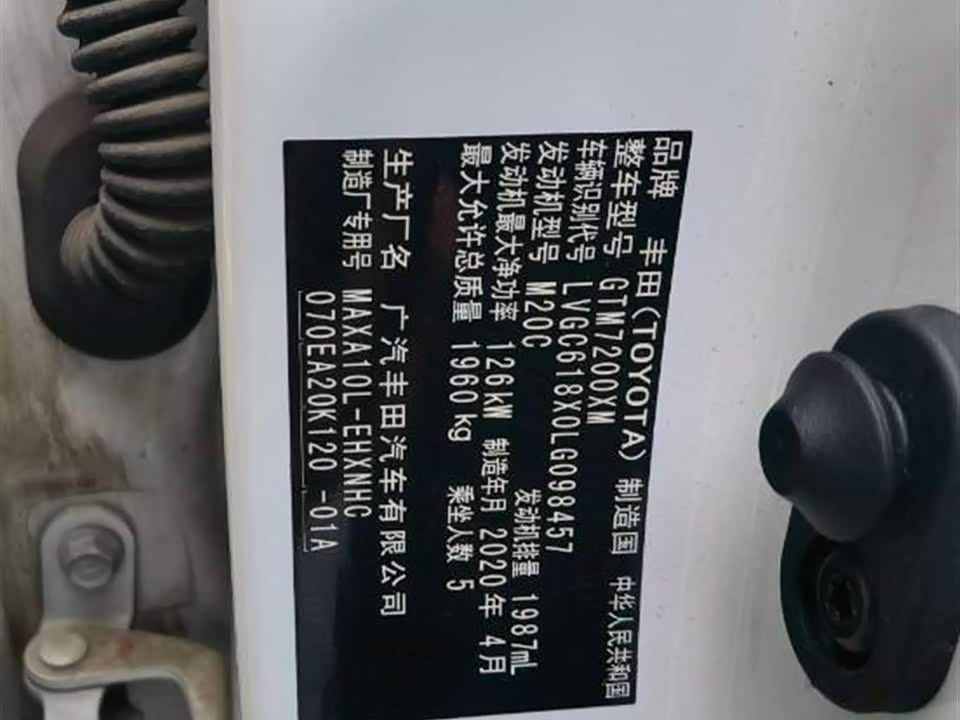 品牌 丰田(TOYOTA) 制造国 中华人民共和国
整车型号 GTM7200XM
车辆识别代号 LVGC618X0LG098457
发动机型号 M20C 发动机排量 1987mL
发动机最大净功率 126kW 制造年月 2020年4月
最大允许总质量 1960kg 乘坐人数 5
生产厂名 广汽丰田汽车有限公司
制造厂专用号 MAXA10L-EHXNHC
070EA20K120 -01A